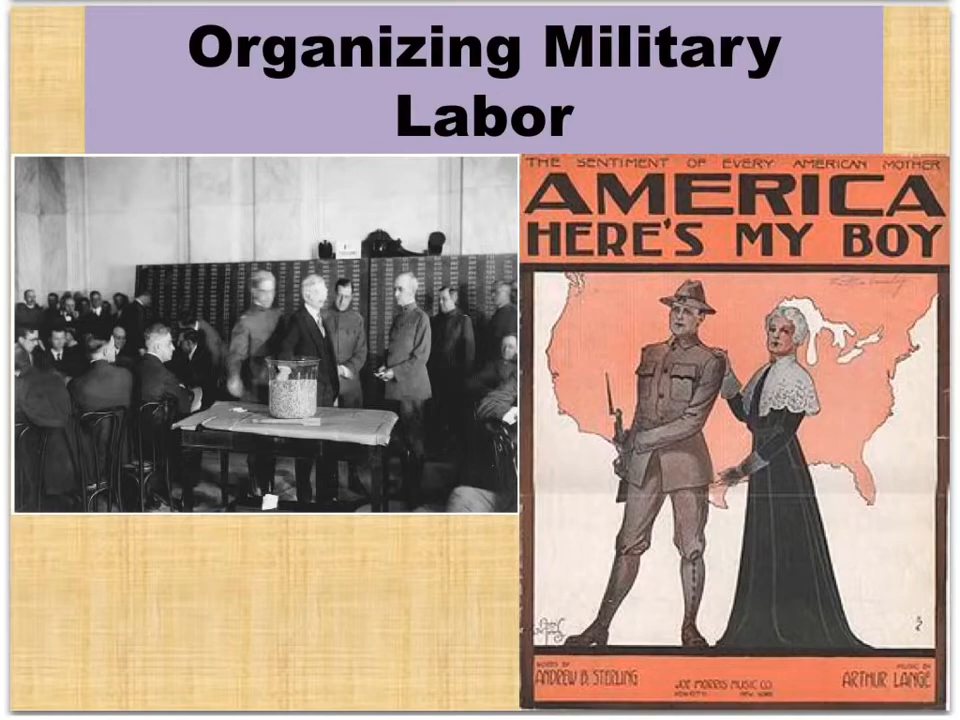 Organizing Military
Labor
THE SENTIMENT OF EVERY AMERICAN MOTHER
AMERICA
HERE'S MY BOY
WORDS BY
ANDREW B. STERLING
JOE MORRIS MUSIC CO.
NEW YORK
MUSIC BY
ARTHUR LANGE